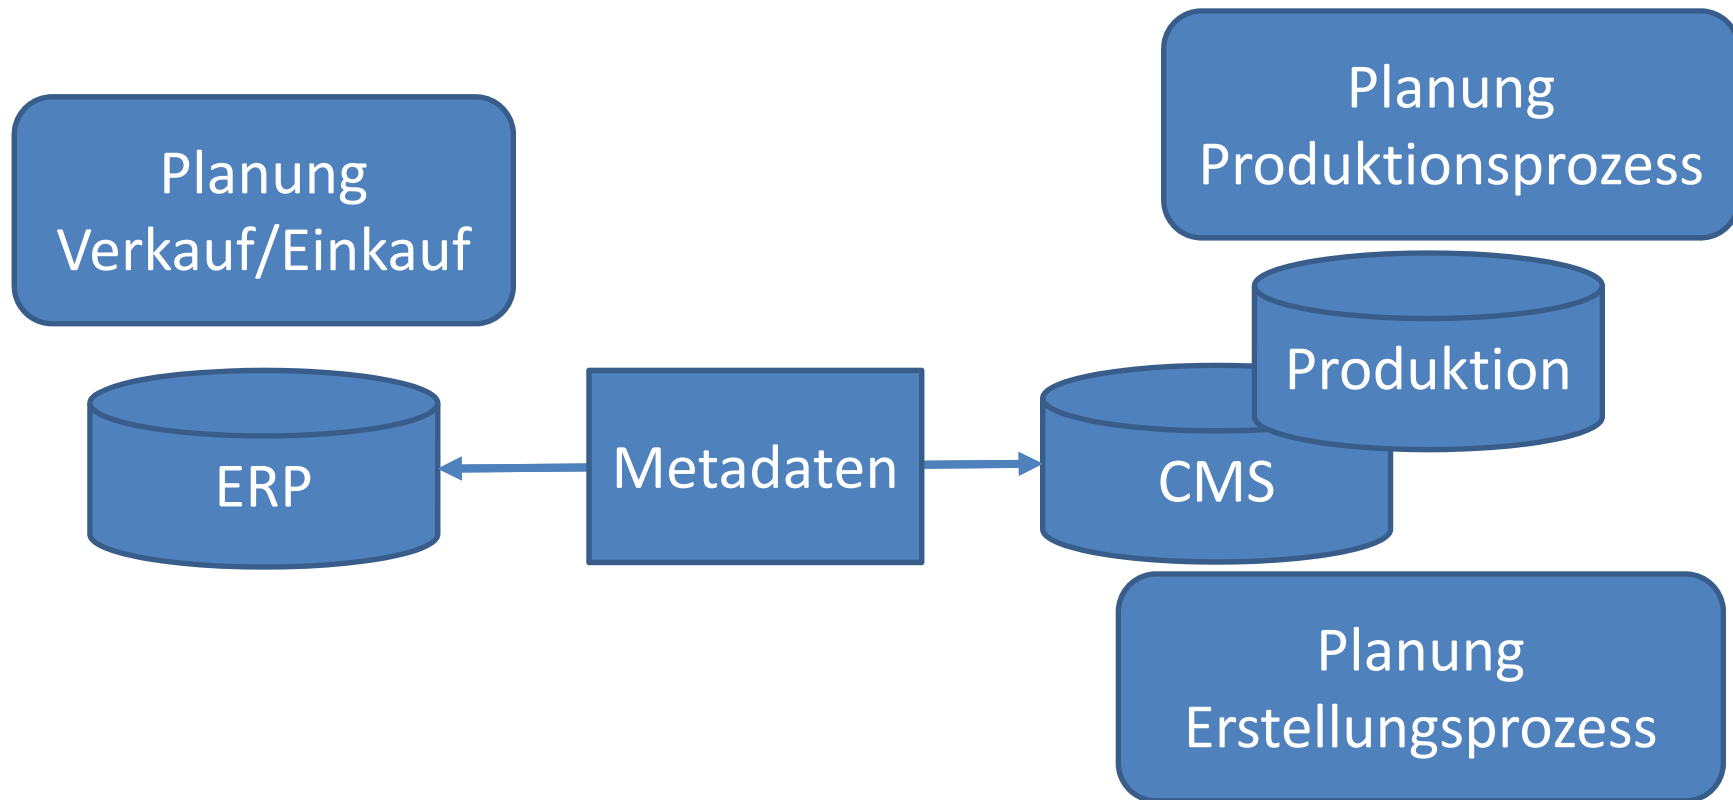 Planung
Verkauf/Einkauf
ERP
Metadaten
Planung
Produktionsprozess
Produktion
CMS
Planung
Erstellungsprozess